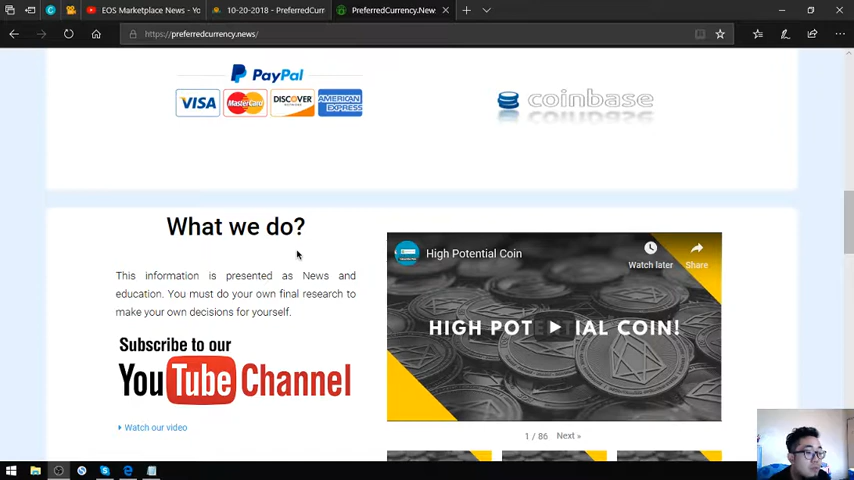 EOS Marketplace News - Yo
10-20-2018 - PreferredCurr
PreferredCurrency.New
https://preferredcurrency.news/
PayPal
VISA
MasterCard
DISCOVER
NETWORK
AMERICAN
EXPRESS
coinbase
What we do?
This information is presented as News and
education. You must do your own final research to
make your own decisions for yourself.
Subscribe to our
YouTube Channel
Watch our video
High Potential Coin
Watch later
Share
HIGH POTENTIAL COIN!
1 / 86 Next »